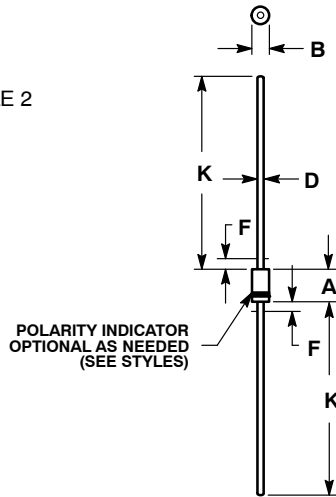 B
E 2
K
D
F
A
POLARITY INDICATOR
OPTIONAL AS NEEDED
(SEE STYLES)
F
K